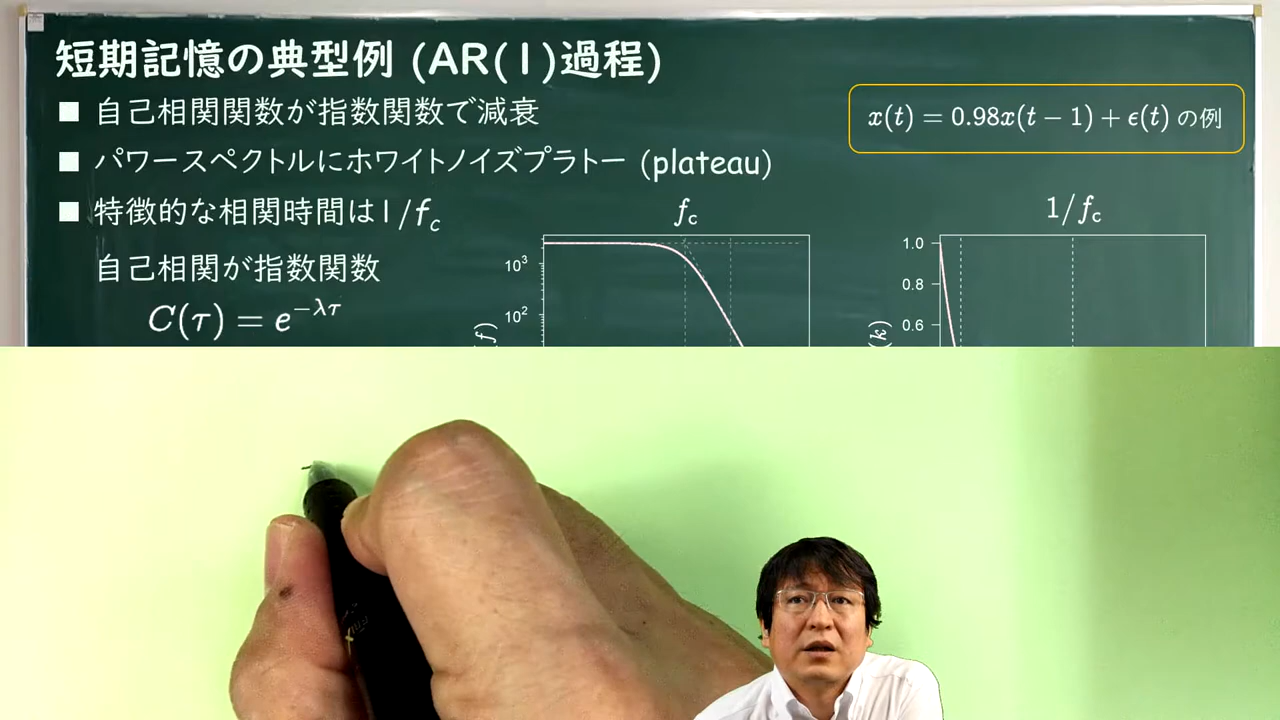 短期記憶の典型例 (AR(1)過程)
■ 自己相関関数が指数関数で減衰
x(t) = 0.98x(t − 1) + ϵ(t) の例
■ パワースペクトルにホワイトノイズプラトー (plateau)
■ 特徴的な相関時間は1/f_c
自己相関が指数関数
C(τ) = e^{−λτ}
f_c
10^3
10^2
f)
1/f_c
1.0
0.8
0.6
(k)